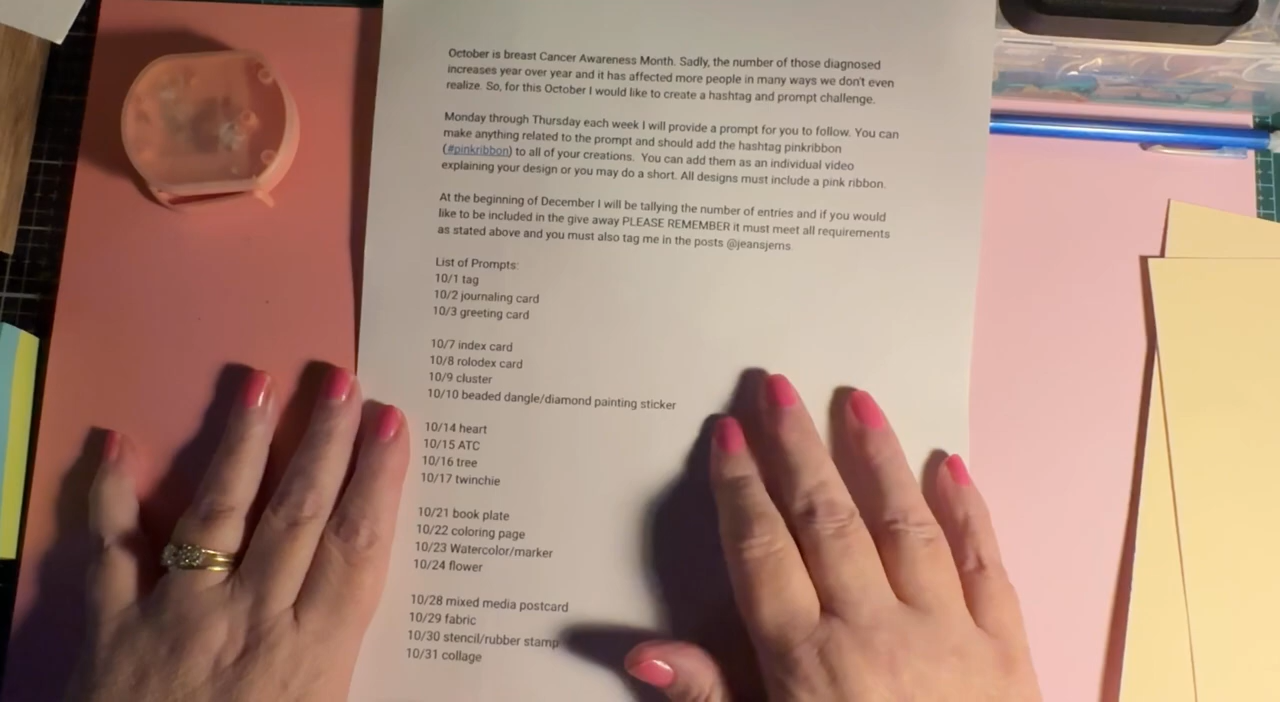 October is breast Cancer Awareness Month. Sadly, the number of those diagnosed
increases year over year and it has affected more people in many ways we don't even
realize. So, for this October I would like to create a hashtag and prompt challenge.
Monday through Thursday each week I will provide a prompt for you to follow. You can
make anything related to the prompt and should add the hashtag pinkribbon
(#pinkribbon) to all of your creations. You can add them as an individual video
explaining your design or you may do a short. All designs must include a pink ribbon.
At the beginning of December I will be tallying the number of entries and if you would
like to be included in the give away PLEASE REMEMBER it must meet all requirements
as stated above and you must also tag me in the posts @jeansjems
List of Prompts:
10/1 tag
10/2 journaling card
10/3 greeting card
10/7 index card
10/8 rolodex card
10/9 cluster
10/10 beaded dangle/diamond painting sticker
10/14 heart
10/15 ATC
10/16 tree
10/17 twinchie
10/21 book plate
10/22 coloring page
10/23 Watercolor/marker
10/24 flower
10/28 mixed media postcard
10/29 fabric
10/30 stencil/rubber stamp
10/31 collage